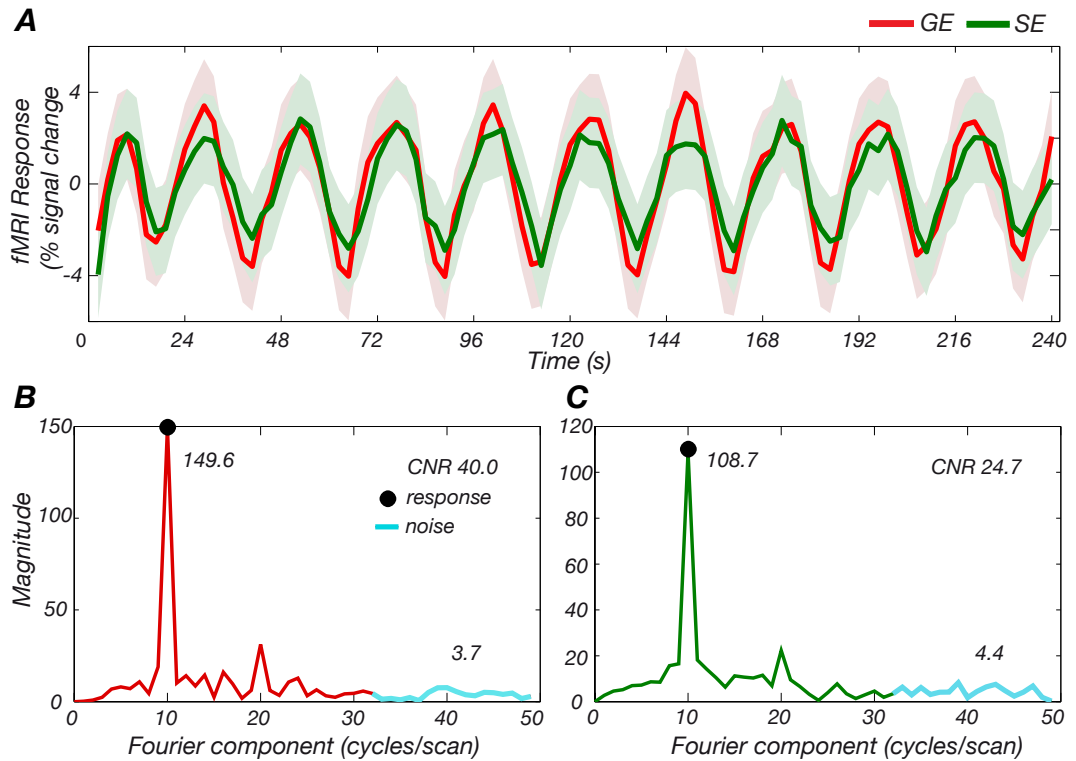 A
GE SE
fMRI Response
(% signal change)
4
0
-4
0 24 48 72 96 120 144 168 192 216 240
Time (s)
B
Magnitude
150
100
50
0
149.6
CNR 40.0
response
noise
3.7
0 10 20 30 40 50
Fourier component (cycles/scan)
C
120
100
80
60
40
20
0
108.7
CNR 24.7
4.4
0 10 20 30 40 50
Fourier component (cycles/scan)